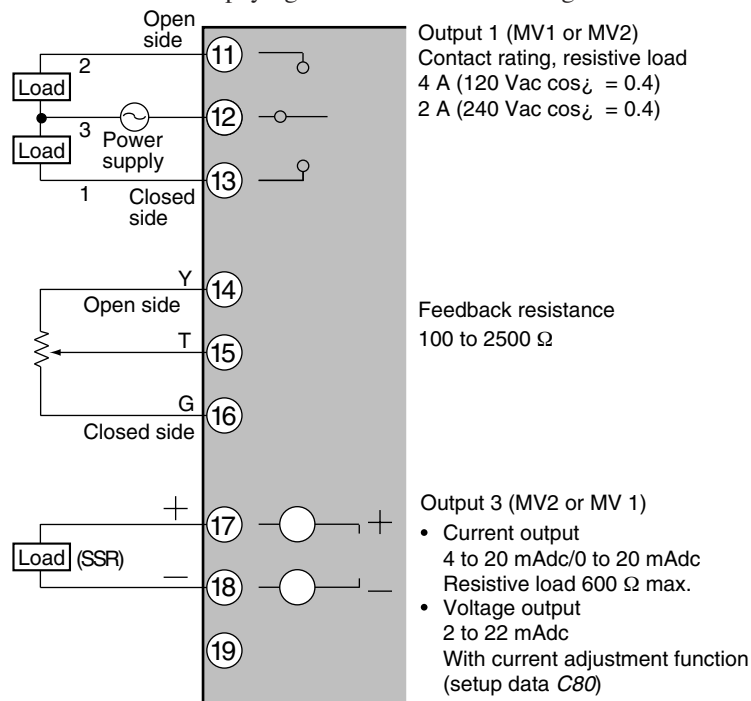 Open
side
11
2
Load
12
3
Power
supply
Load
13
1
Closed
side
Output 1 (MV1 or MV2)
Contact rating, resistive load
4 A (120 Vac cos¿ = 0.4)
2 A (240 Vac cos¿ = 0.4)
Y
14
Open side
T
15
G
16
Closed side
Feedback resistance
100 to 2500 Ω
+
17
+
Load (SSR)
—
18
—
19
Output 3 (MV2 or MV 1)
• Current output
4 to 20 mAdc/0 to 20 mAdc
Resistive load 600 Ω max.
• Voltage output
2 to 22 mAdc
With current adjustment function
(setup data C80)